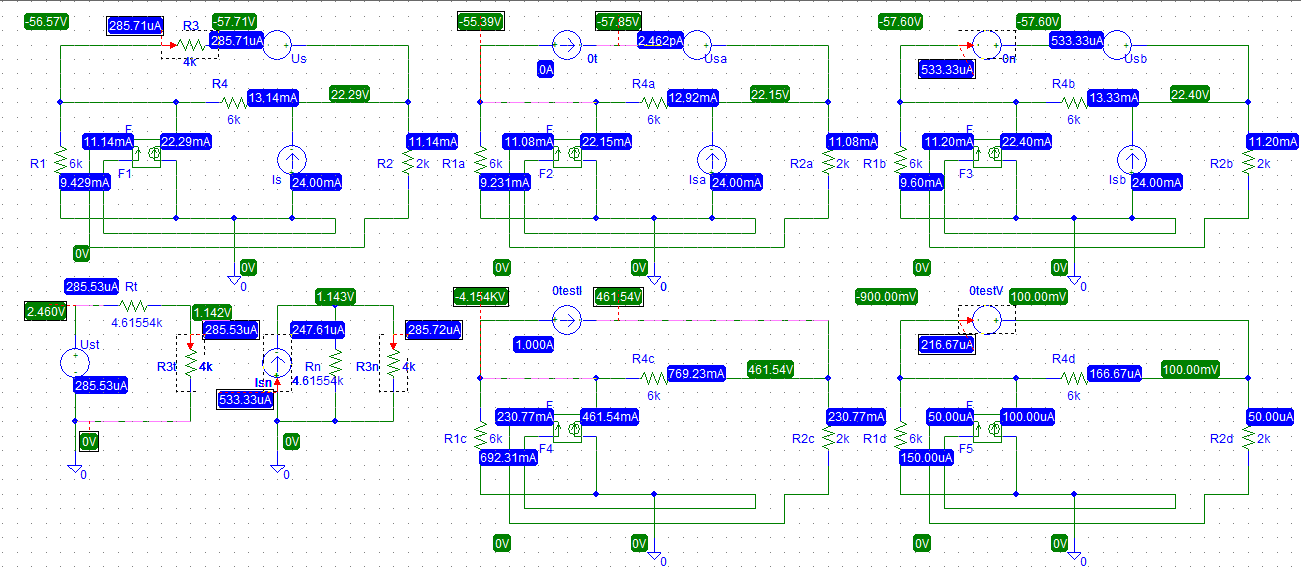 -56.57V
285.71uA
R3
-57.71V
285.71uA
4k
Us
R4
13.14mA
22.29V
6k
F
11.14mA
22.29mA
11.14mA
R1
6k
F1
Is
R2
2k
9.429mA
24.00mA
0V
0V
0
-55.39V
-57.85V
2.462pA
0A
0t
Usa
R4a
12.92mA
22.15V
6k
F
11.08mA
22.15mA
11.08mA
R1a
6k
F2
Isa
R2a
2k
9.231mA
24.00mA
0V
0V
0
-57.60V
-57.60V
533.33uA
533.33uA
0n
Usb
R4b
13.33mA
22.40V
6k
F
11.20mA
22.40mA
11.20mA
R1b
6k
F3
Isb
R2b
2k
9.60mA
24.00mA
0V
0V
0
285.53uA
Rt
2.460V
4.61554k
1.142V
285.53uA
Ust
R3t
4k
285.53uA
0V
0
1.143V
247.61uA
285.72uA
Isn
Rn
4.61554k
R3n
4k
533.33uA
0V
0
-4.154KV
0testI
461.54V
1.000A
R4c
769.23mA
461.54V
6k
F
230.77mA
461.54mA
230.77mA
R1c
6k
F4
R2c
2k
692.31mA
0V
0V
0
-900.00mV
0testV
100.00mV
216.67uA
R4d
166.67uA
100.00mV
6k
F
50.00uA
100.00uA
50.00uA
R1d
6k
F5
R2d
2k
150.00uA
0V
0V
0